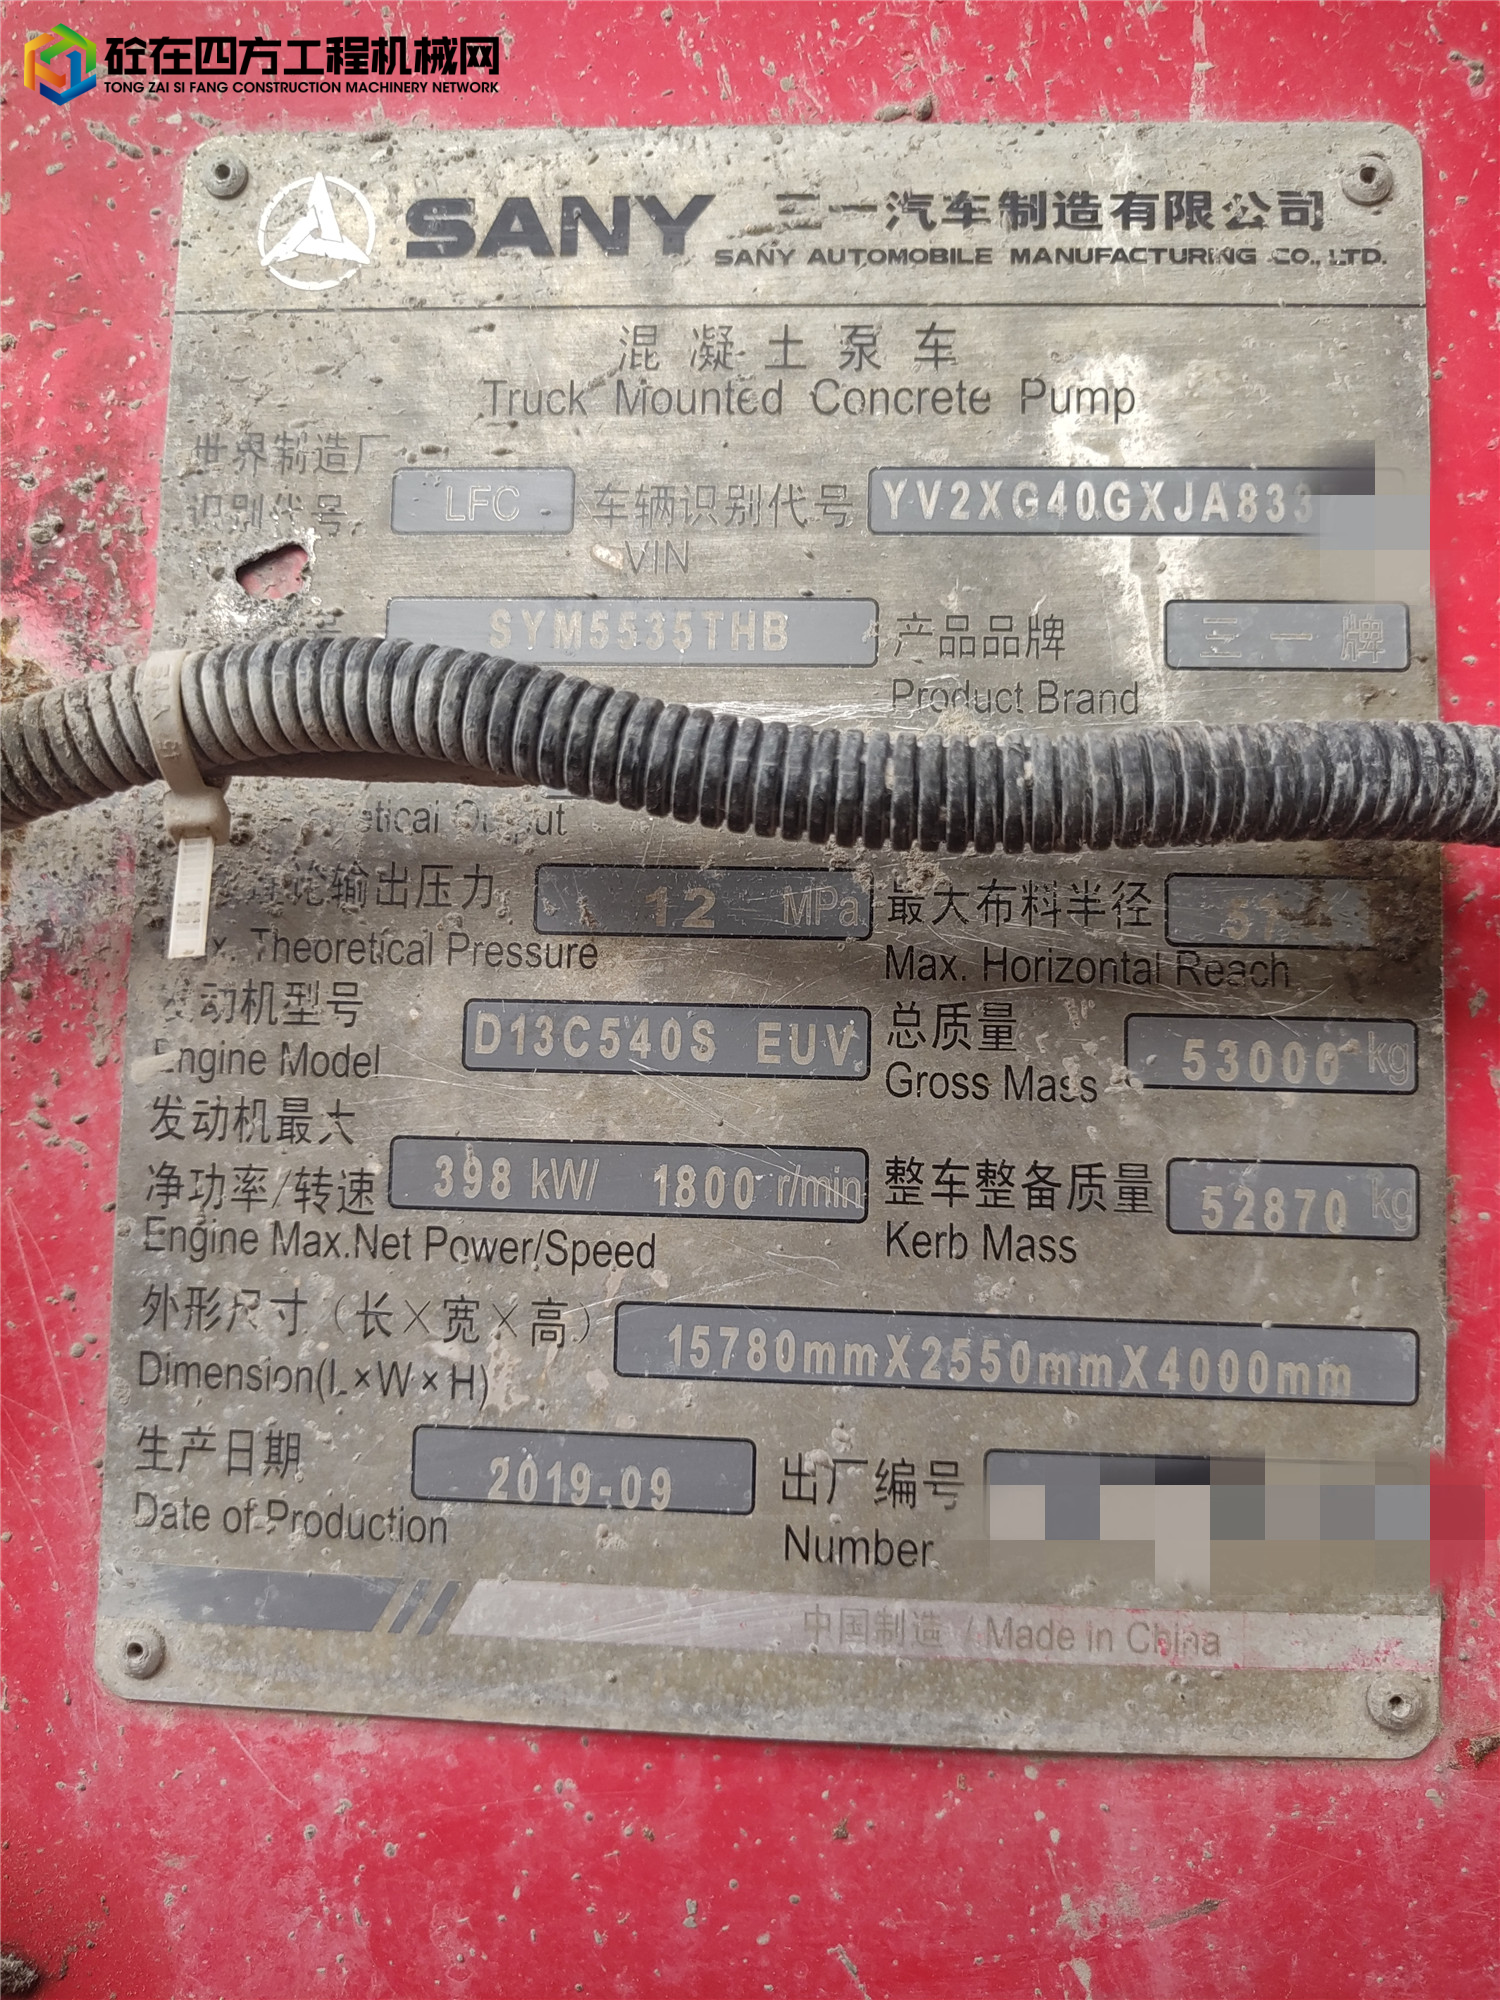 砼在四方工程机械网
TONG ZAI SI FANG CONSTRUCTION MACHINERY NETWORK
SANY 三一汽车制造有限公司
SANY AUTOMOBILE MANUFACTURING CO., LTD.
混凝土泵车
Truck Mounted Concrete Pump
世界制造厂
识别代号 LFC 车辆识别代号 YV2XG40GXJA833
VIN
SYM5535THB 产品品牌 三一牌
Product Brand
输出压力 12 MPa 最大布料半径
Theoretical Pressure Max. Horizontal Reach
发动机型号 D13C540S EUV 总质量 53000 kg
Engine Model Gross Mass
发动机最大
净功率/转速 398 kW/ 1800 r/min 整车整备质量 52870 kg
Engine Max.Net Power/Speed Kerb Mass
外形尺寸（长×宽×高） 15780mmX2550mmX4000mm
Dimension(L×W×H)
生产日期 2019-09 出厂编号
Date of Production Number
中国制造 / Made in China